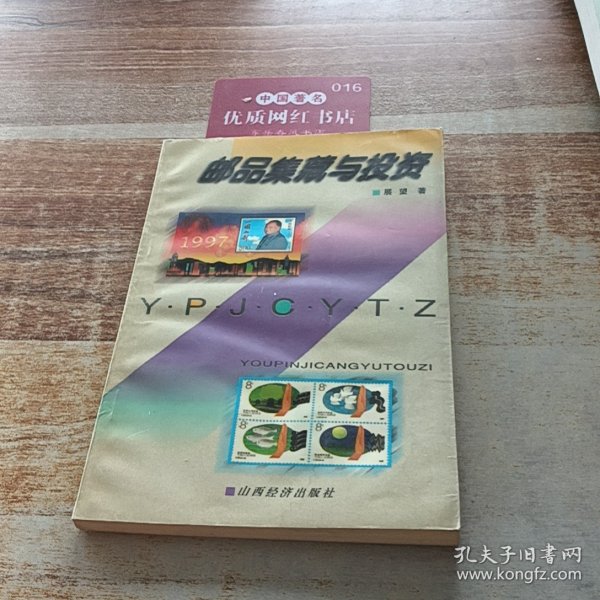 016
中国著名
优质网红书店
邮品集藏与投资
展望 著
1997
Y·P·J·C·Y·T·Z
YOUPINJICANGYUTOUZI
8分
8分
8分
8分
山西经济出版社
孔夫子旧书网
www.kongfz.com